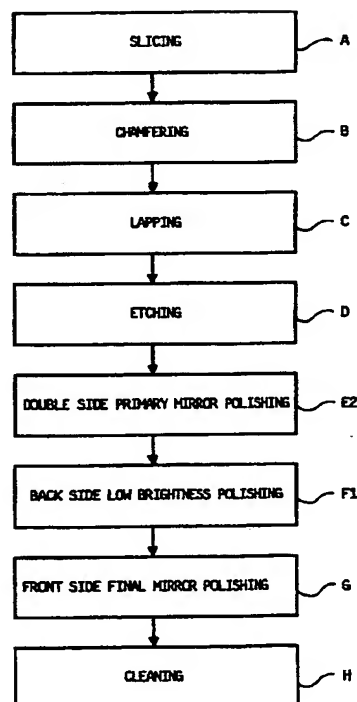 SLICING A
CHAMFERING B
LAPPING C
ETCHING D
DOUBLE SIDE PRIMARY MIRROR POLISHING E2
BACK SIDE LOW BRIGHTNESS POLISHING F1
FRONT SIDE FINAL MIRROR POLISHING G
CLEANING H